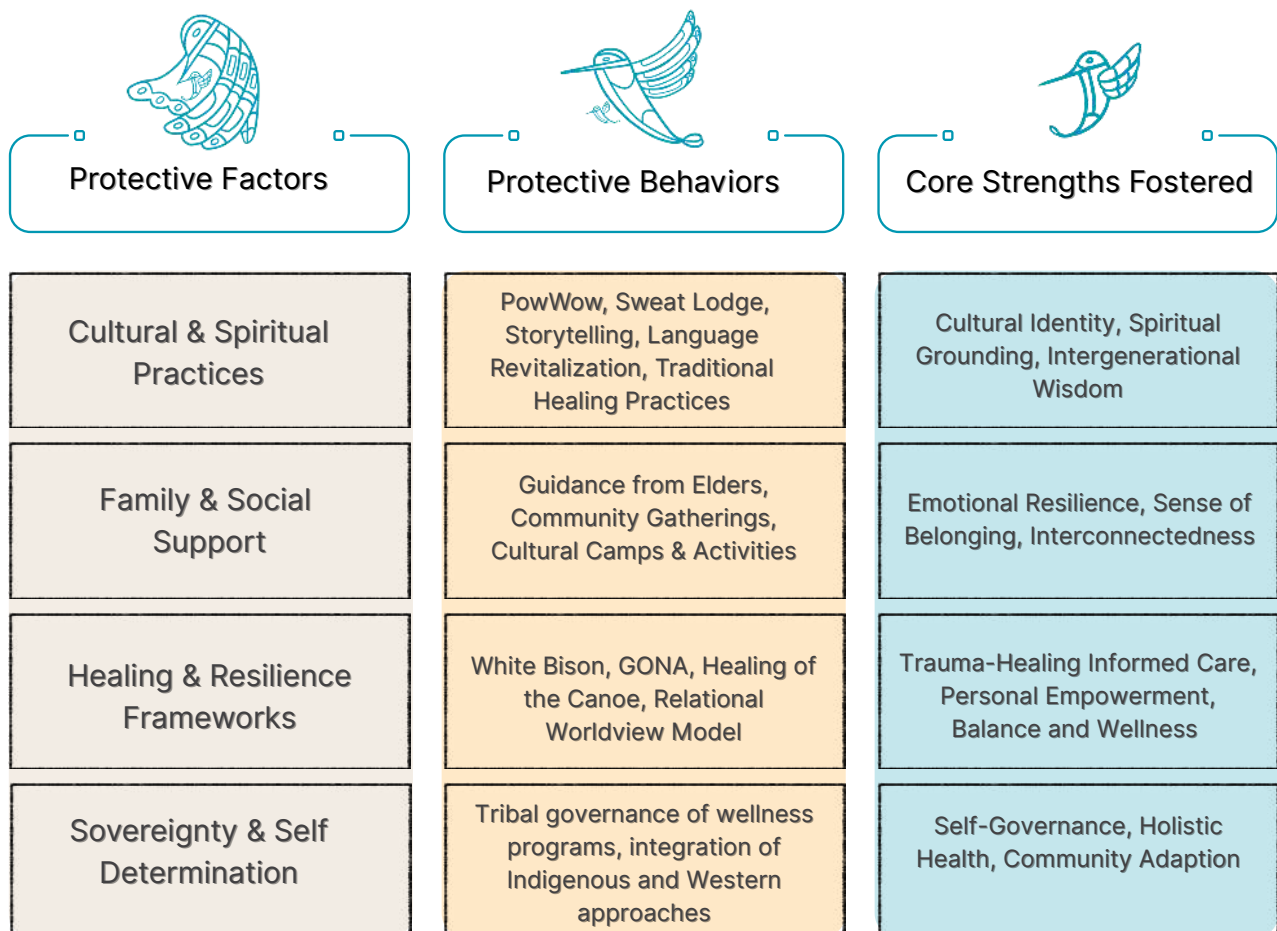 Protective Factors
Protective Behaviors
Core Strengths Fostered
Cultural & Spiritual
Practices
PowWow, Sweat Lodge,
Storytelling, Language
Revitalization, Traditional
Healing Practices
Cultural Identity, Spiritual
Grounding, Intergenerational
Wisdom
Family & Social
Support
Guidance from Elders,
Community Gatherings,
Cultural Camps & Activities
Emotional Resilience, Sense of
Belonging, Interconnectedness
Healing & Resilience
Frameworks
White Bison, GONA, Healing of
the Canoe, Relational
Worldview Model
Trauma-Healing Informed Care,
Personal Empowerment,
Balance and Wellness
Sovereignty & Self
Determination
Tribal governance of wellness
programs, integration of
Indigenous and Western
approaches
Self-Governance, Holistic
Health, Community Adaption